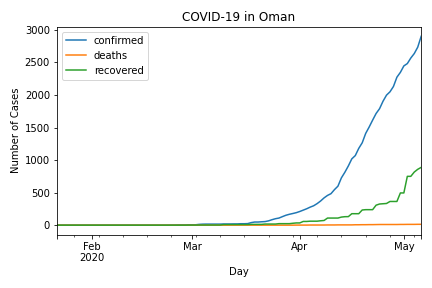 COVID-19 in Oman
confirmed
deaths
recovered
Number of Cases
3000
2500
2000
1500
1000
500
0
Feb
2020
Mar
Apr
May
Day